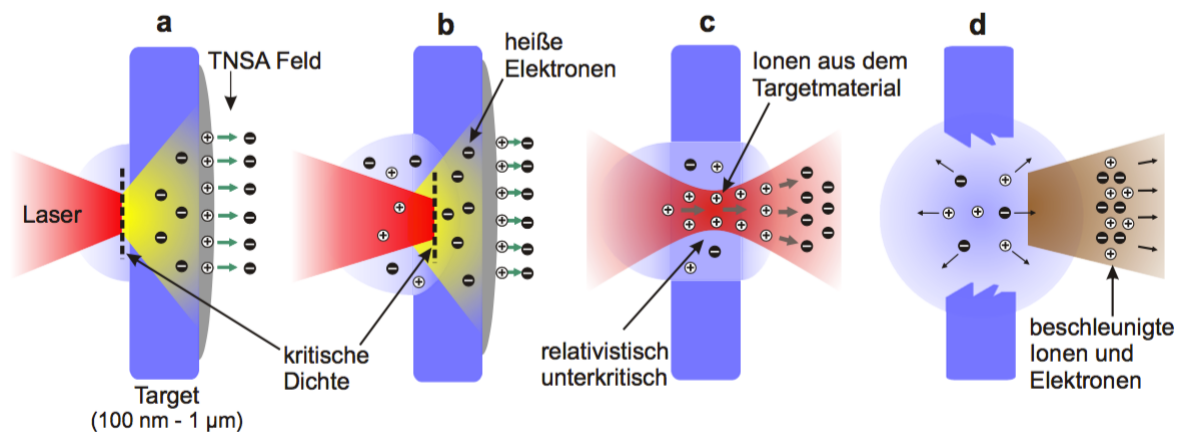 a
b
c
d
TNSA Feld
heiße
Elektronen
Ionen aus dem
Targetmaterial
Laser
kritische
Dichte
relativistisch
unterkritisch
beschleunigte
Ionen und
Elektronen
Target
(100 nm - 1 µm)